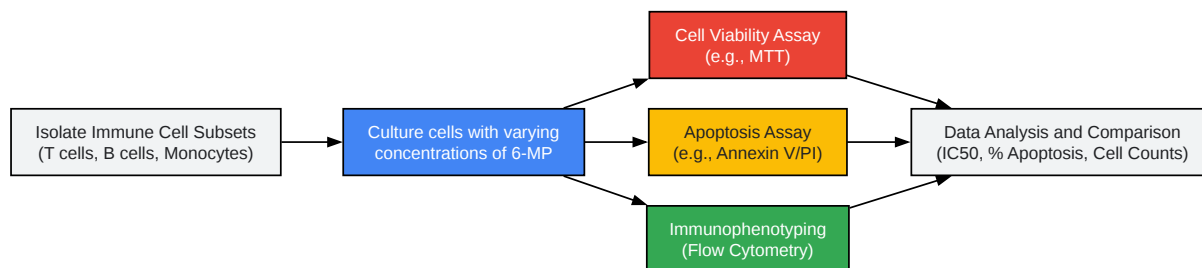 Isolate Immune Cell Subsets
(T cells, B cells, Monocytes)
Culture cells with varying
concentrations of 6-MP
Cell Viability Assay
(e.g., MTT)
Apoptosis Assay
(e.g., Annexin V/PI)
Immunophenotyping
(Flow Cytometry)
Data Analysis and Comparison
(IC50, % Apoptosis, Cell Counts)